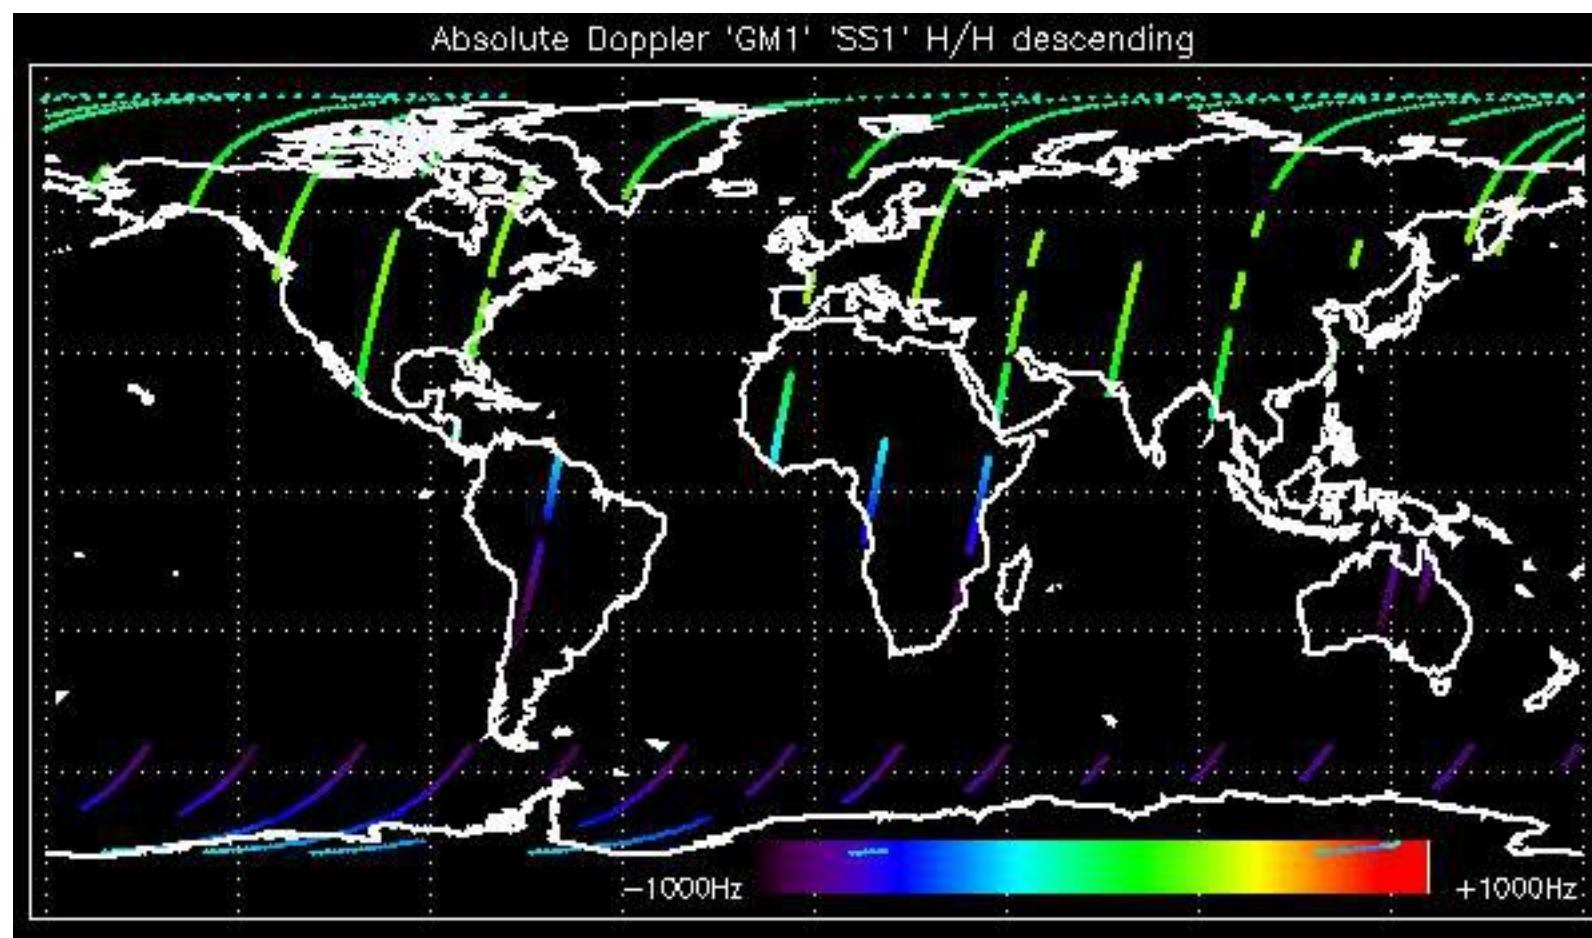 Absolute Doppler 'GM1' 'SS1' H/H descending
-1000Hz
+1000Hz